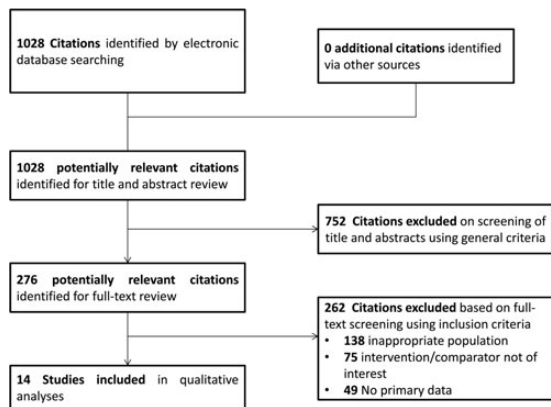 1028 Citations identified by electronic
database searching
0 additional citations identified
via other sources
1028 potentially relevant citations
identified for title and abstract review
752 Citations excluded on screening of
title and abstracts using general criteria
276 potentially relevant citations
identified for full-text review
262 Citations excluded based on full-
text screening using inclusion criteria
• 138 inappropriate population
• 75 intervention/comparator not of
interest
• 49 No primary data
14 Studies included in qualitative
analyses